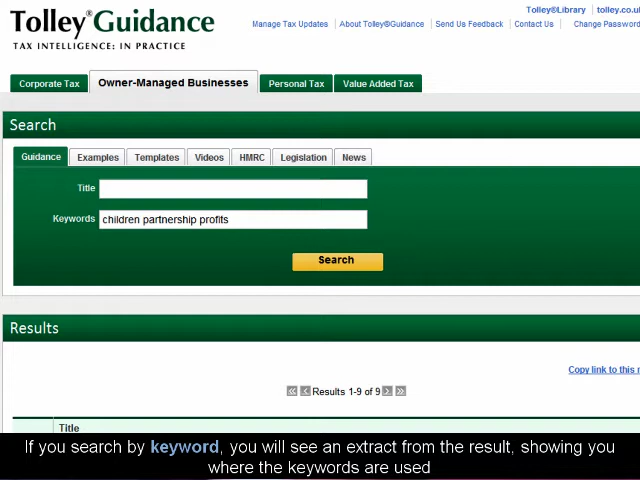 Tolley®Guidance
TAX INTELLIGENCE: IN PRACTICE
Tolley®Library tolley.co.u
Manage Tax Updates About Tolley®Guidance Send Us Feedback Contact Us Change Password
Corporate Tax Owner-Managed Businesses Personal Tax Value Added Tax
Search
Guidance Examples Templates Videos HMRC Legislation News
Title
Keywords children partnership profits
Search
Results
Copy link to this
Results 1-9 of 9
Title
If you search by keyword, you will see an extract from the result, showing you
where the keywords are used